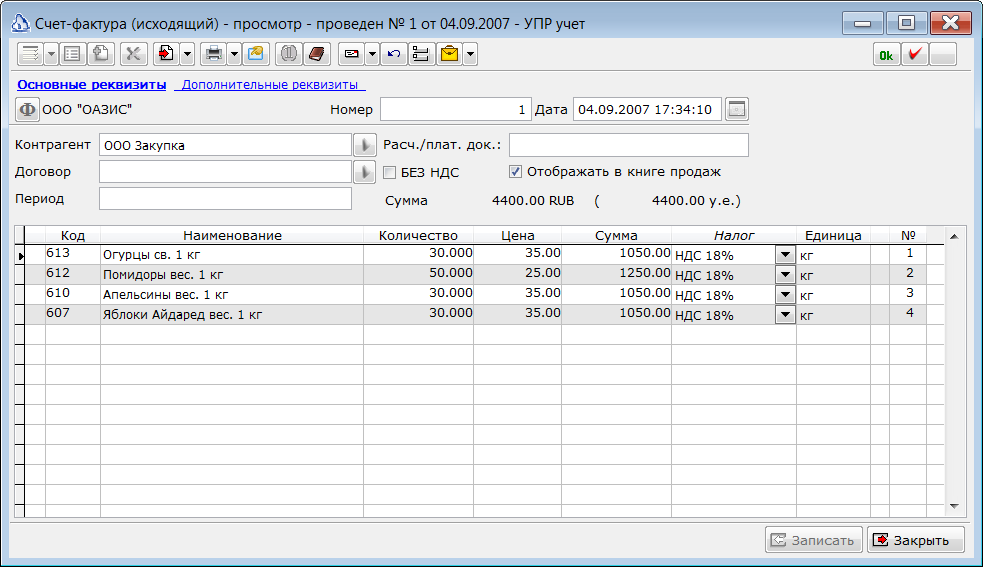 Счет-фактура (исходящий) - просмотр - проведен № 1 от 04.09.2007 - УПР учет
Ok
Основные реквизиты Дополнительные реквизиты
Ф ООО "ОАЗИС" Номер 1 Дата 04.09.2007 17:34:10
Контрагент ООО Закупка Расч./плат. док.:
Договор БЕЗ НДС Отображать в книге продаж
Период Сумма 4400.00 RUB ( 4400.00 у.е.)
Код Наименование Количество Цена Сумма Налог Единица №
613 Огурцы св. 1 кг 30.000 35.00 1050.00 НДС 18% кг 1
612 Помидоры вес. 1 кг 50.000 25.00 1250.00 НДС 18% кг 2
610 Апельсины вес. 1 кг 30.000 35.00 1050.00 НДС 18% кг 3
607 Яблоки Айдаред вес. 1 кг 30.000 35.00 1050.00 НДС 18% кг 4
Записать Закрыть